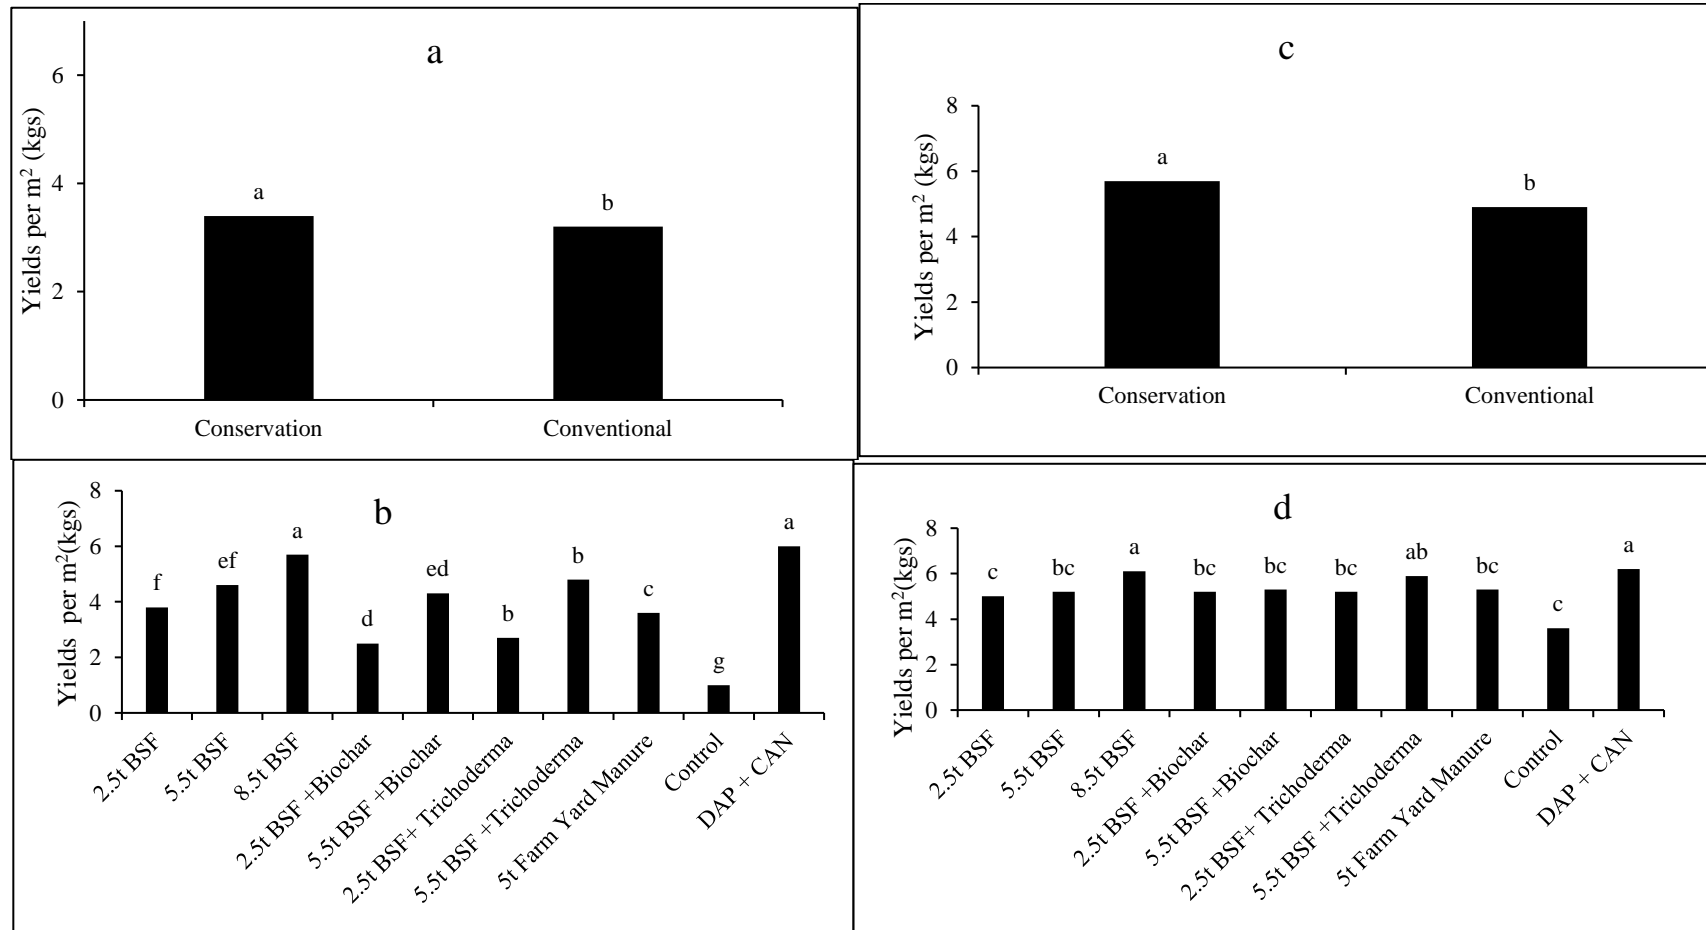 a
Yields per m² (kgs)
6
4
2
0
a
b
Conservation
Conventional
c
Yields per m² (kgs)
8
6
4
2
0
a
b
Conservation
Conventional
b
Yields per m²(kgs)
8
6
4
2
0
f
ef
a
d
ed
b
b
c
g
a
2.5t BSF
5.5t BSF
8.5t BSF
2.5t BSF +Biochar
5.5t BSF +Biochar
2.5t BSF+ Trichoderma
5.5t BSF +Trichoderma
5t Farm Yard Manure
Control
DAP + CAN
d
Yields per m²(kgs)
8
6
4
2
0
c
bc
a
bc
bc
bc
ab
bc
c
a
2.5t BSF
5.5t BSF
8.5t BSF
2.5t BSF +Biochar
5.5t BSF +Biochar
2.5t BSF+ Trichoderma
5.5t BSF +Trichoderma
5t Farm Yard Manure
Control
DAP + CAN